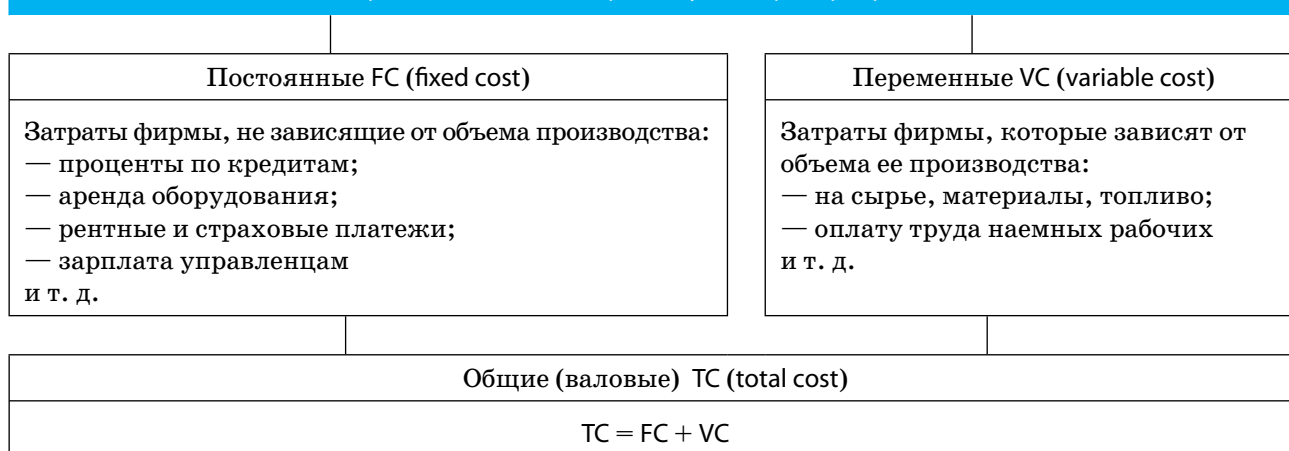 Постоянные FC (fixed cost)
Затраты фирмы, не зависящие от объема производства:
— проценты по кредитам;
— аренда оборудования;
— рентные и страховые платежи;
— зарплата управленцам
и т. д.
Переменные VC (variable cost)
Затраты фирмы, которые зависят от
объема ее производства:
— на сырье, материалы, топливо;
— оплату труда наемных рабочих
и т. д.
Общие (валовые) TC (total cost)
TC = FC + VC